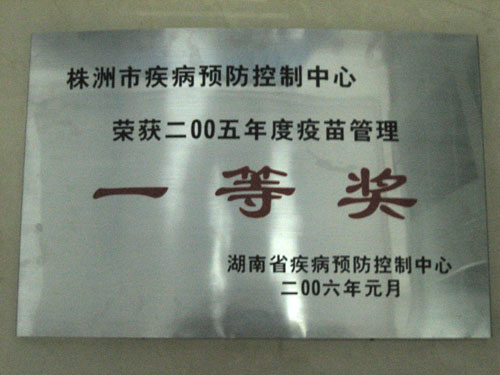 株洲市疾病预防控制中心
荣获二00五年度疫苗管理
一等奖
湖南省疾病预防控制中心
二00六年元月